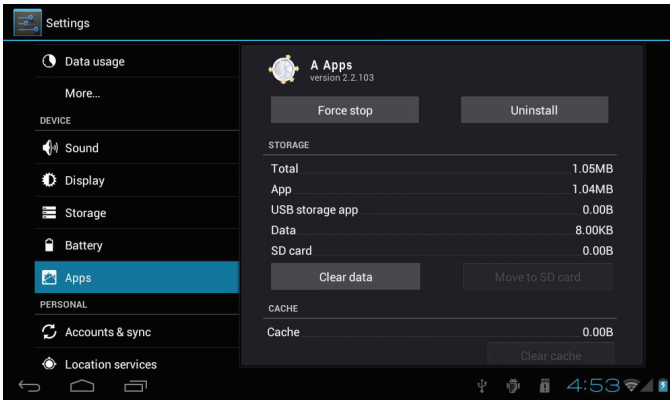 Settings
Data usage
More...
DEVICE
Sound
Display
Storage
Battery
Apps
PERSONAL
Accounts & sync
Location services
A Apps
version 2.2.103
Force stop Uninstall
STORAGE
Total 1.05MB
App 1.04MB
USB storage app 0.00B
Data 8.00KB
SD card 0.00B
Clear data Move to SD card
CACHE
Cache 0.00B
Clear cache
4:53